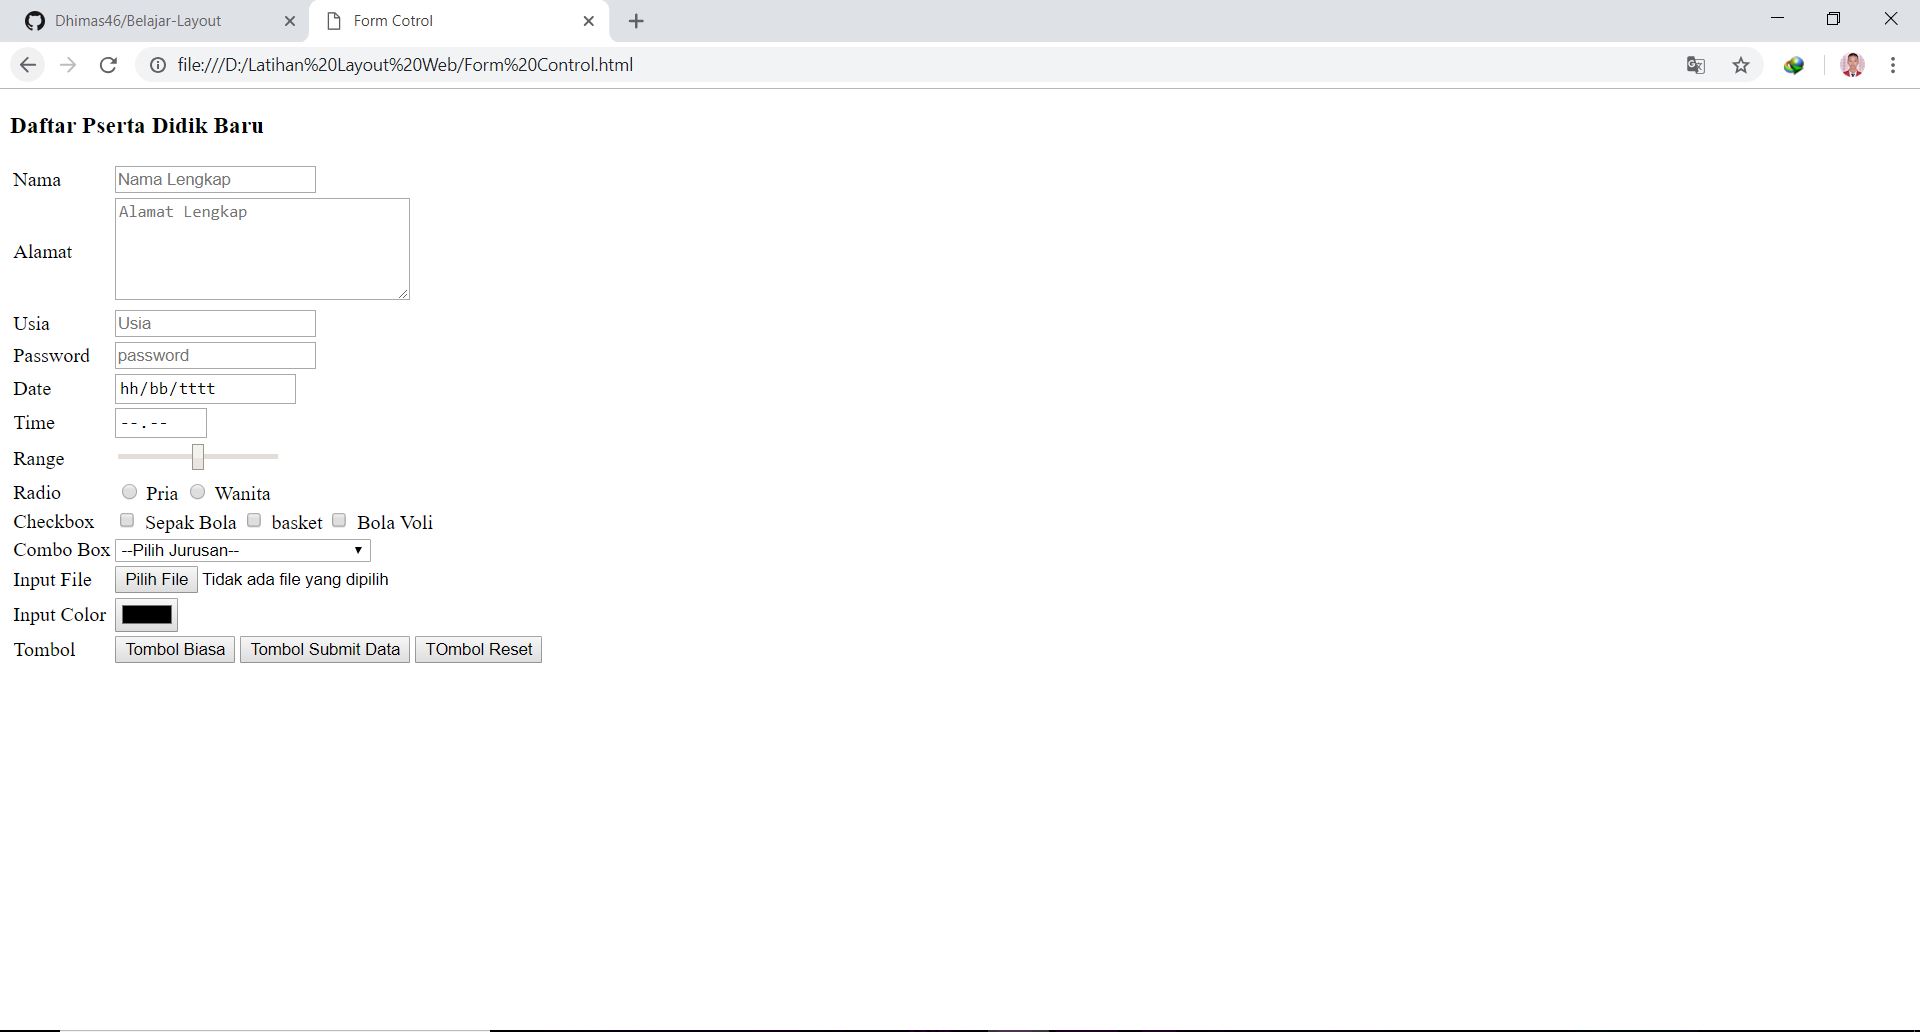 Dhimas46/Belajar-Layout
Form Cotrol
file:///D:/Latihan%20Layout%20Web/Form%20Control.html
Daftar Pserta Didik Baru
Nama Nama Lengkap
Alamat Alamat Lengkap
Usia Usia
Password password
Date hh/bb/tttt
Time --.--
Range
Radio Pria Wanita
Checkbox Sepak Bola basket Bola Voli
Combo Box --Pilih Jurusan--
Input File Pilih File Tidak ada file yang dipilih
Input Color
Tombol Tombol Biasa Tombol Submit Data TOmbol Reset